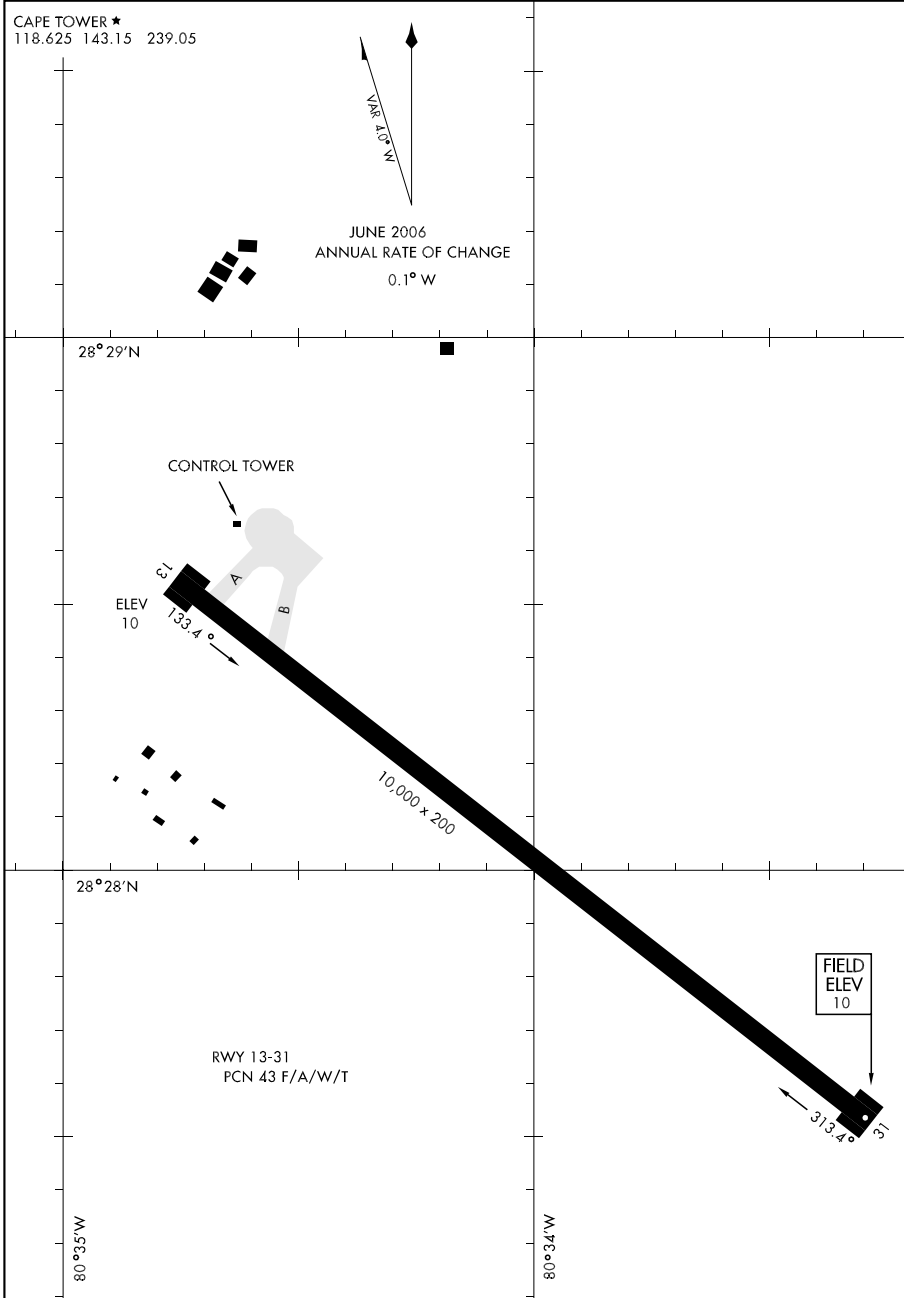 CAPE TOWER ★
118.625 143.15 239.05
VAR 4.0° W
JUNE 2006
ANNUAL RATE OF CHANGE
0.1° W
28°29'N
CONTROL TOWER
13
A
B
ELEV
10
133.4°
10,000 x 200
28°28'N
FIELD
ELEV
10
RWY 13-31
PCN 43 F/A/W/T
313.4°
31
80°35'W
80°34'W